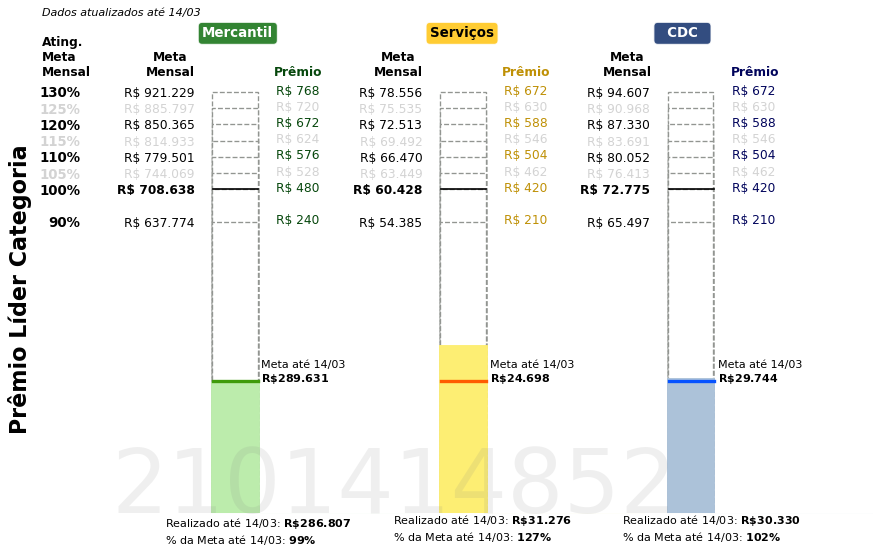 Dados atualizados até 14/03
Mercantil Serviços CDC
Ating.
Meta
Mensal
Meta
Mensal Prêmio
Meta
Mensal Prêmio
Meta
Mensal Prêmio
130% R$ 921.229 R$ 768 R$ 78.556 R$ 672 R$ 94.607 R$ 672
125% R$ 885.797 R$ 720 R$ 75.535 R$ 630 R$ 90.968 R$ 630
120% R$ 850.365 R$ 672 R$ 72.513 R$ 588 R$ 87.330 R$ 588
115% R$ 814.933 R$ 624 R$ 69.492 R$ 546 R$ 83.691 R$ 546
110% R$ 779.501 R$ 576 R$ 66.470 R$ 504 R$ 80.052 R$ 504
105% R$ 744.069 R$ 528 R$ 63.449 R$ 462 R$ 76.413 R$ 462
100% R$ 708.638 R$ 480 R$ 60.428 R$ 420 R$ 72.775 R$ 420
90% R$ 637.774 R$ 240 R$ 54.385 R$ 210 R$ 65.497 R$ 210
Prêmio Líder Categoria
Meta até 14/03
R$289.631
Meta até 14/03
R$24.698
Meta até 14/03
R$29.744
2101414852
Realizado até 14/03: R$286.807
% da Meta até 14/03: 99%
Realizado até 14/03: R$31.276
% da Meta até 14/03: 127%
Realizado até 14/03: R$30.330
% da Meta até 14/03: 102%